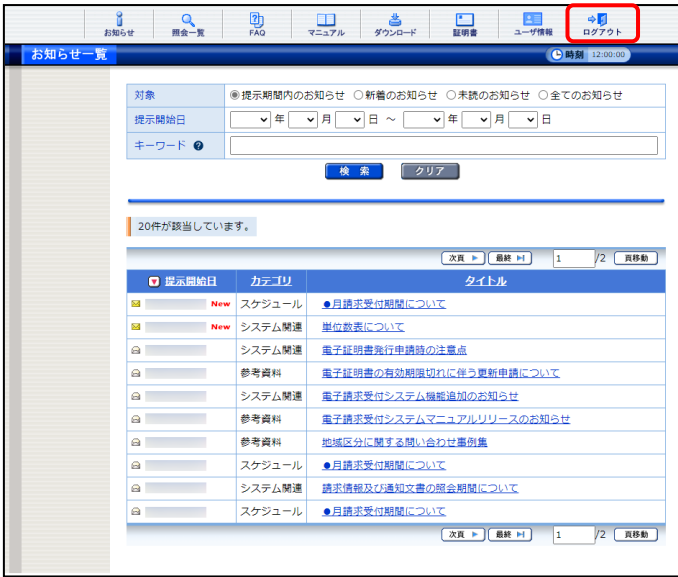 お知らせ 照会一覧 FAQ マニュアル ダウンロード 証明書 ユーザ情報 ログアウト
お知らせ一覧 時刻 12:00:00
対象 提示期間内のお知らせ 新着のお知らせ 未読のお知らせ 全てのお知らせ
提示開始日 年 月 日 ～ 年 月 日
キーワード ?
検 索 クリア
20件が該当しています。
次頁 最終 1 /2 頁移動
提示開始日 カテゴリ タイトル
New スケジュール ●月請求受付期間について
New システム関連 単位数表について
システム関連 電子証明書発行申請時の注意点
参考資料 電子証明書の有効期限切れに伴う更新申請について
システム関連 電子請求受付システム機能追加のお知らせ
参考資料 電子請求受付システムマニュアルリリースのお知らせ
参考資料 地域区分に関する問い合わせ事例集
スケジュール ●月請求受付期間について
システム関連 請求情報及び通知文書の照会期間について
スケジュール ●月請求受付期間について
次頁 最終 1 /2 頁移動